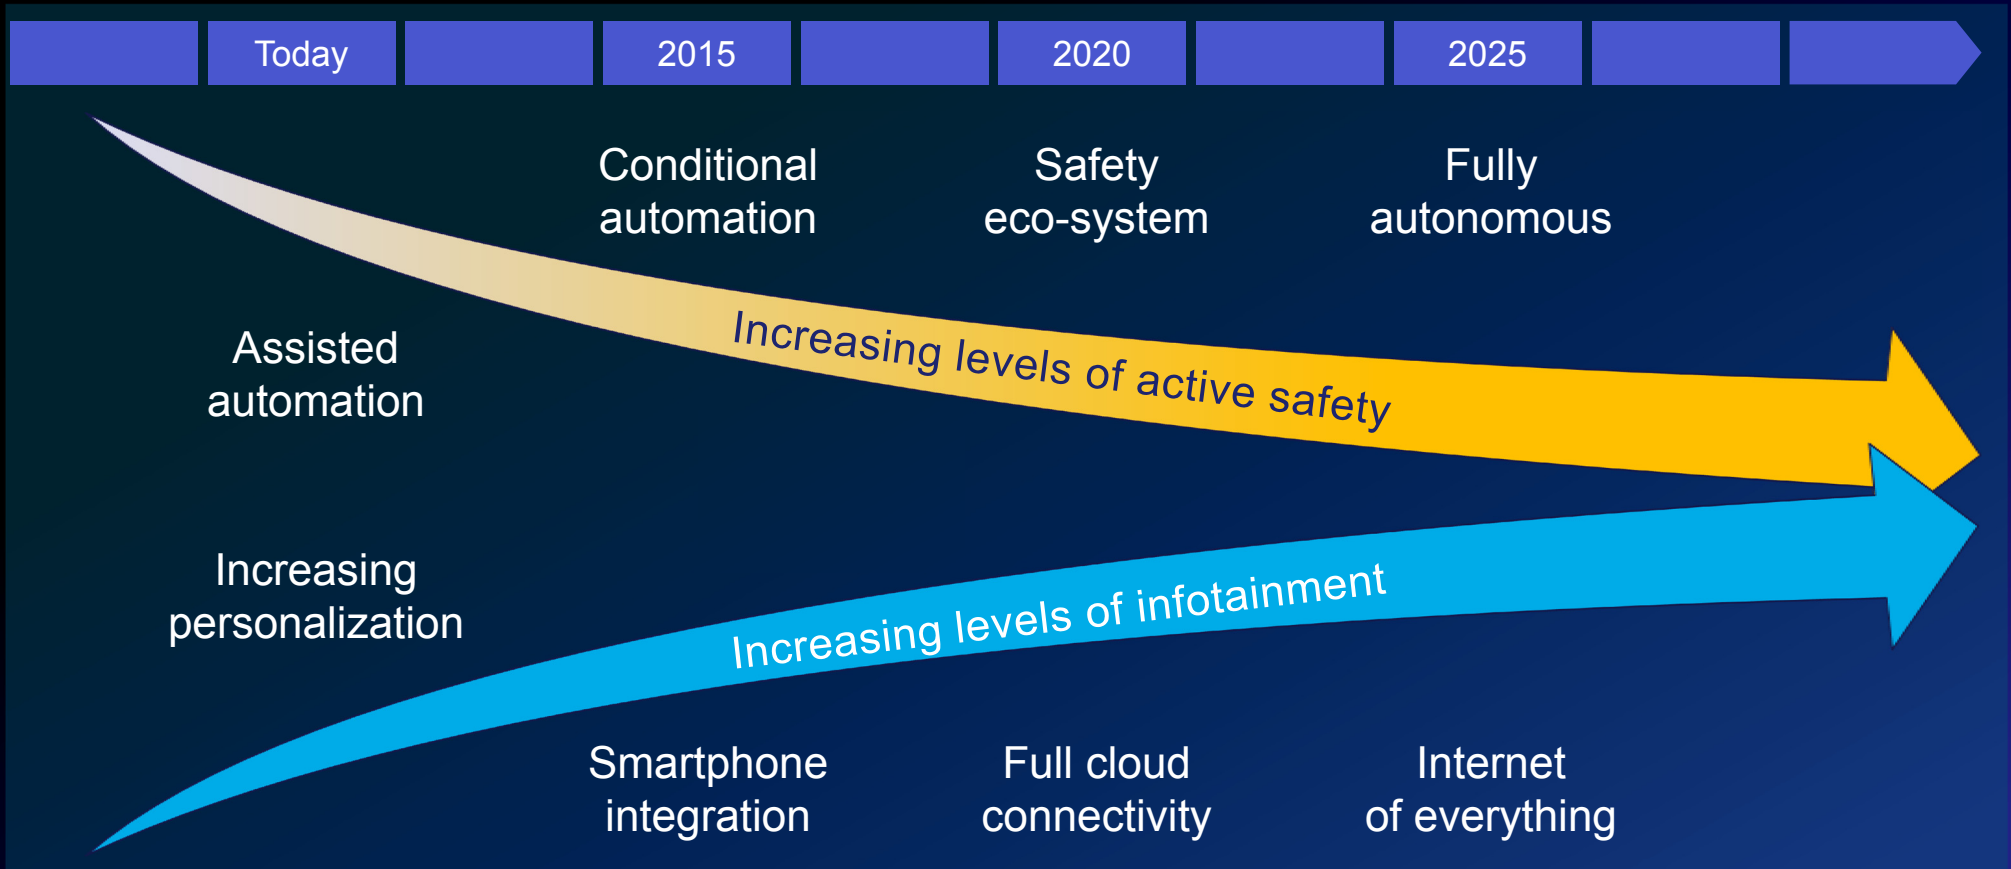 Today
2015
2020
2025
Conditional
automation
Safety
eco-system
Fully
autonomous
Assisted
automation
Increasing levels of active safety
Increasing
personalization
Increasing levels of infotainment
Smartphone
integration
Full cloud
connectivity
Internet
of everything